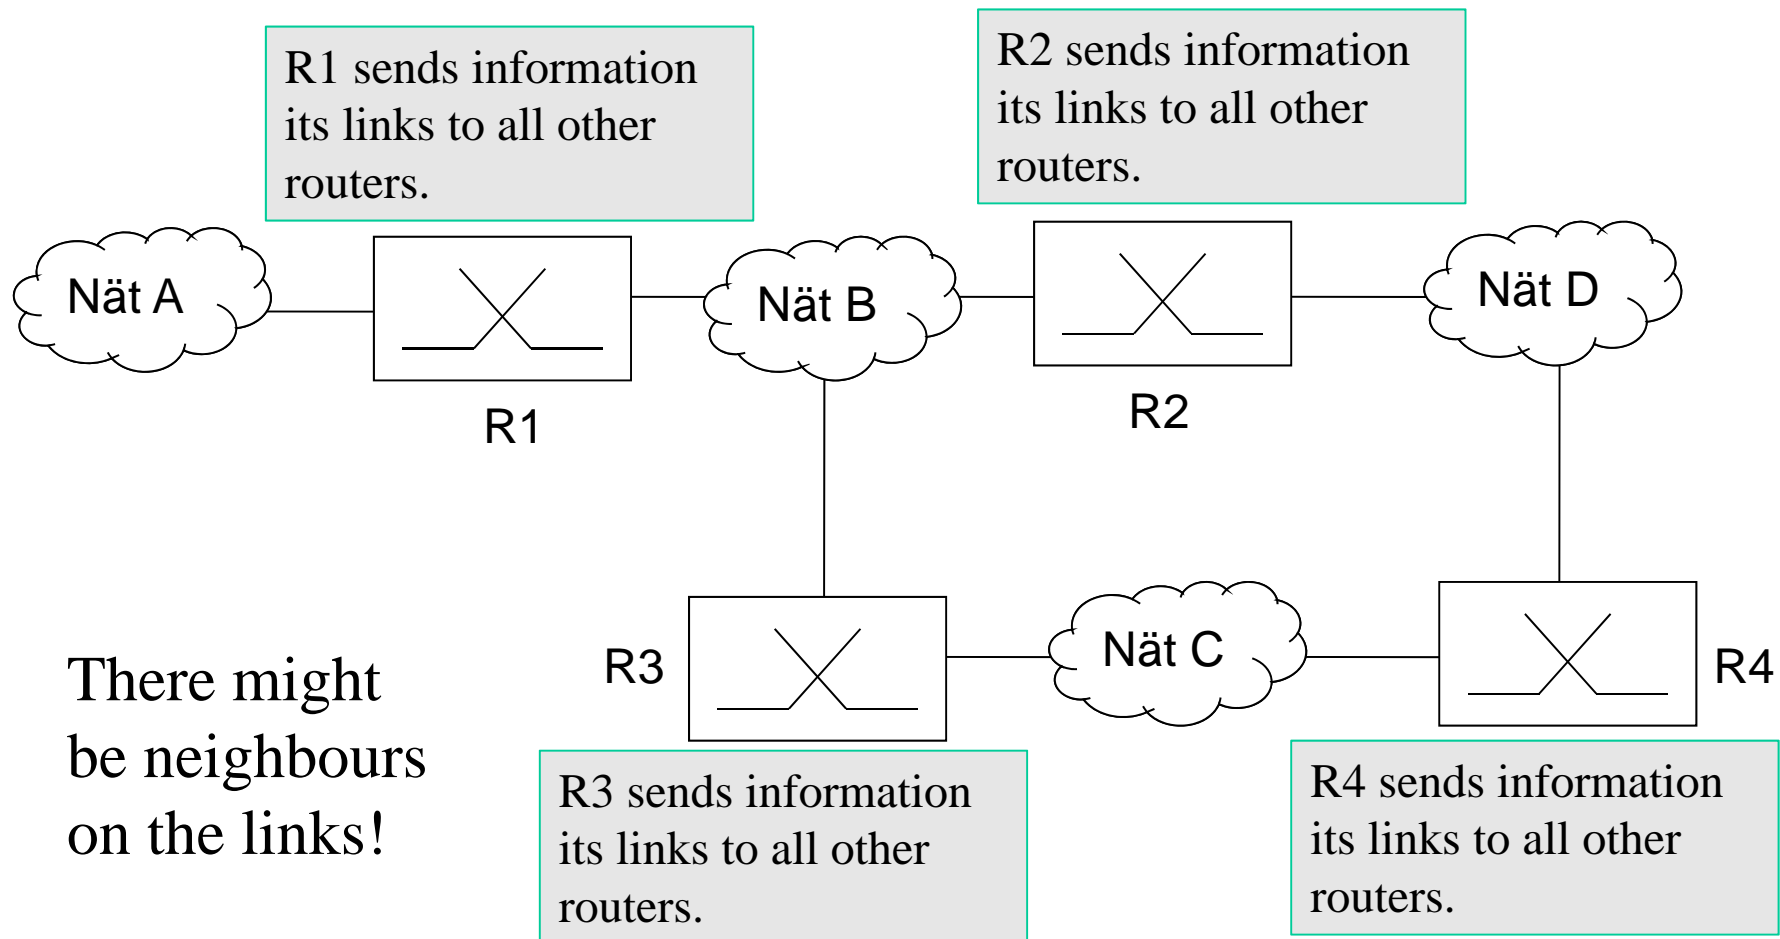 R1 sends information
its links to all other
routers.
R2 sends information
its links to all other
routers.
Nät A
Nät B
Nät D
R1
R2
R3
Nät C
R4
There might
be neighbours
on the links!
R3 sends information
its links to all other
routers.
R4 sends information
its links to all other
routers.